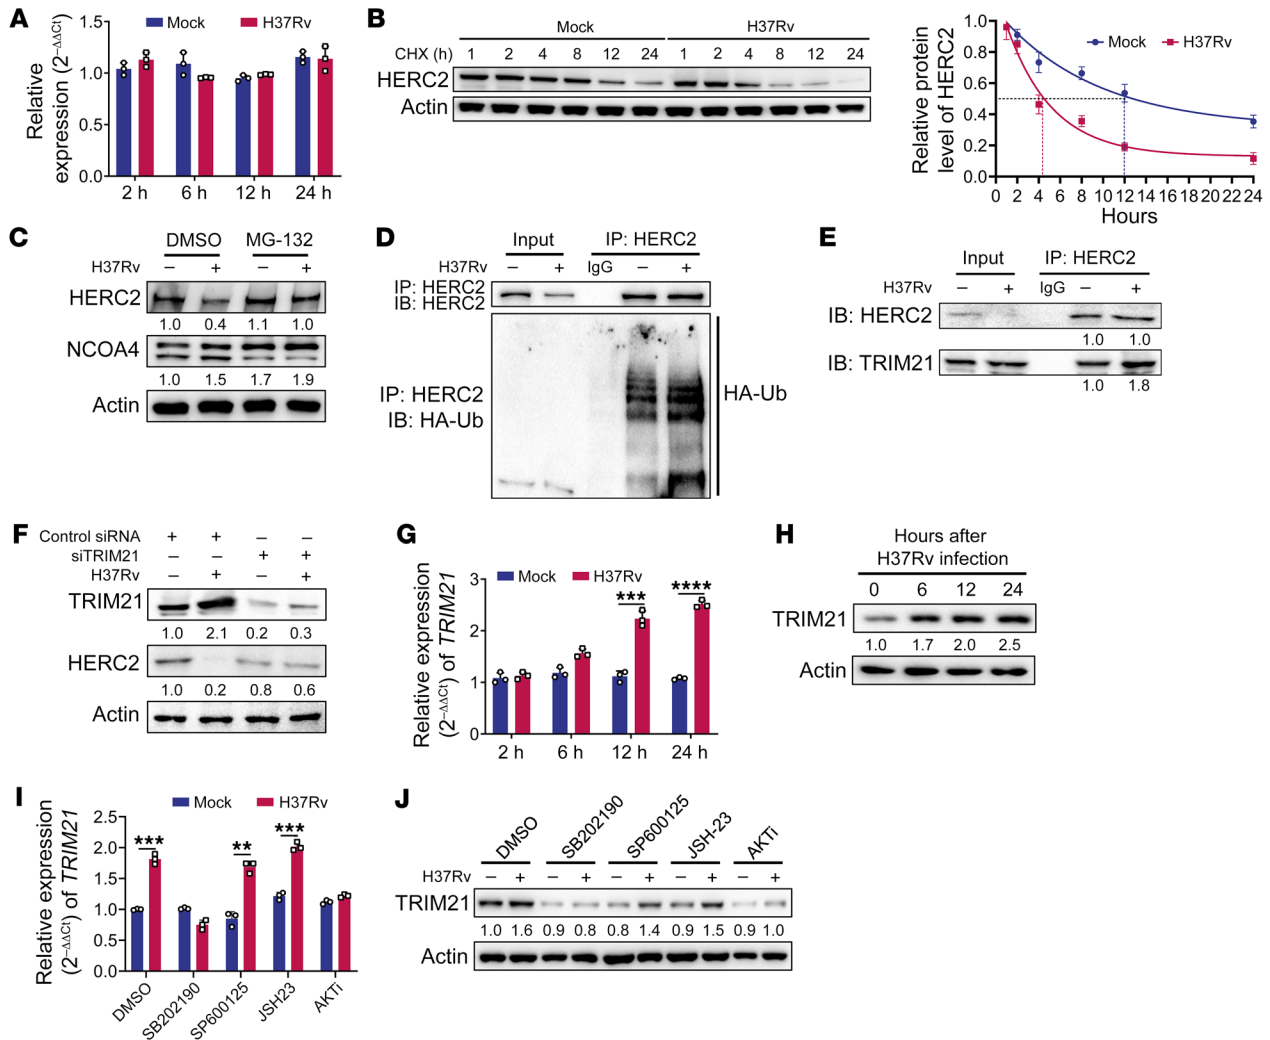 A
Relative
expression (2−ΔΔCt)
Mock
H37Rv
1.5
1.0
0.5
0.0
2 h 6 h 12 h 24 h
B
Mock H37Rv
CHX (h) 1 2 4 8 12 24 1 2 4 8 12 24
HERC2
Actin
Relative protein
level of HERC2
Mock
H37Rv
1.0
0.8
0.6
0.4
0.2
0.0
0 2 4 6 8 10 12 14 16 18 20 22 24
Hours
C
DMSO MG-132
H37Rv − + − +
HERC2
1.0 0.4 1.1 1.0
NCOA4
1.0 1.5 1.7 1.9
Actin
D
Input IP: HERC2
H37Rv − + IgG − +
IP: HERC2
IB: HERC2
IP: HERC2
IB: HA-Ub
HA-Ub
E
Input IP: HERC2
H37Rv − + IgG − +
IB: HERC2
1.0 1.0
IB: TRIM21
1.0 1.8
F
Control siRNA + + − −
siTRIM21 − − + +
H37Rv − + − +
TRIM21
1.0 2.1 0.2 0.3
HERC2
1.0 0.2 0.8 0.6
Actin
G
Relative expression
(2−ΔΔCt) of TRIM21
Mock
H37Rv
*** ****
3
2
1
0
2 h 6 h 12 h 24 h
H
Hours after
H37Rv infection
0 6 12 24
TRIM21
1.0 1.7 2.0 2.5
Actin
I
Relative expression
(2−ΔΔCt) of TRIM21
Mock
H37Rv
*** ** ***
2.5
2.0
1.5
1.0
0.5
0.0
DMSO SB202190 SP600125 JSH23 AKTi
J
DMSO SB202190 SP600125 JSH-23 AKTi
H37Rv − + − + − + − + − +
TRIM21
1.0 1.6 0.9 0.8 0.8 1.4 0.9 1.5 0.9 1.0
Actin